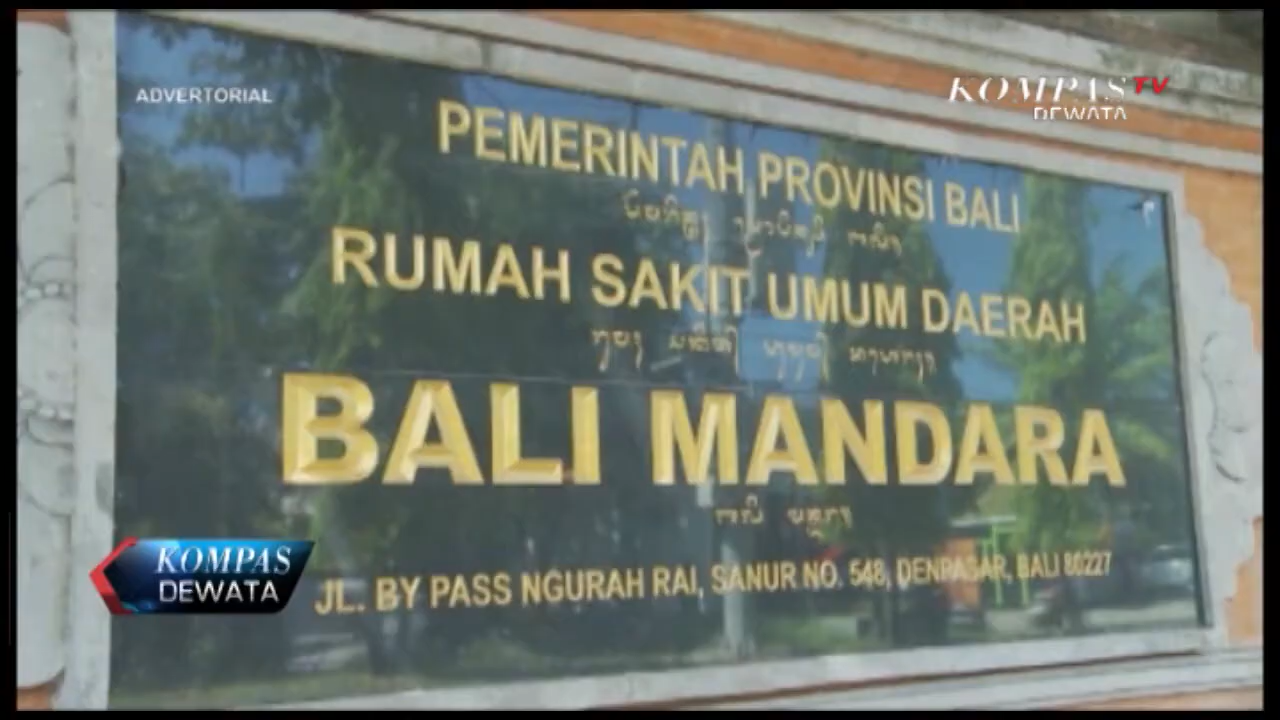 ADVERTORIAL
KOMPAS TV
DEWATA
PEMERINTAH PROVINSI BALI
RUMAH SAKIT UMUM DAERAH
BALI MANDARA
JL. BY PASS NGURAH RAI, SANUR NO. 548, DENPASAR, BALI 80227
KOMPAS
DEWATA